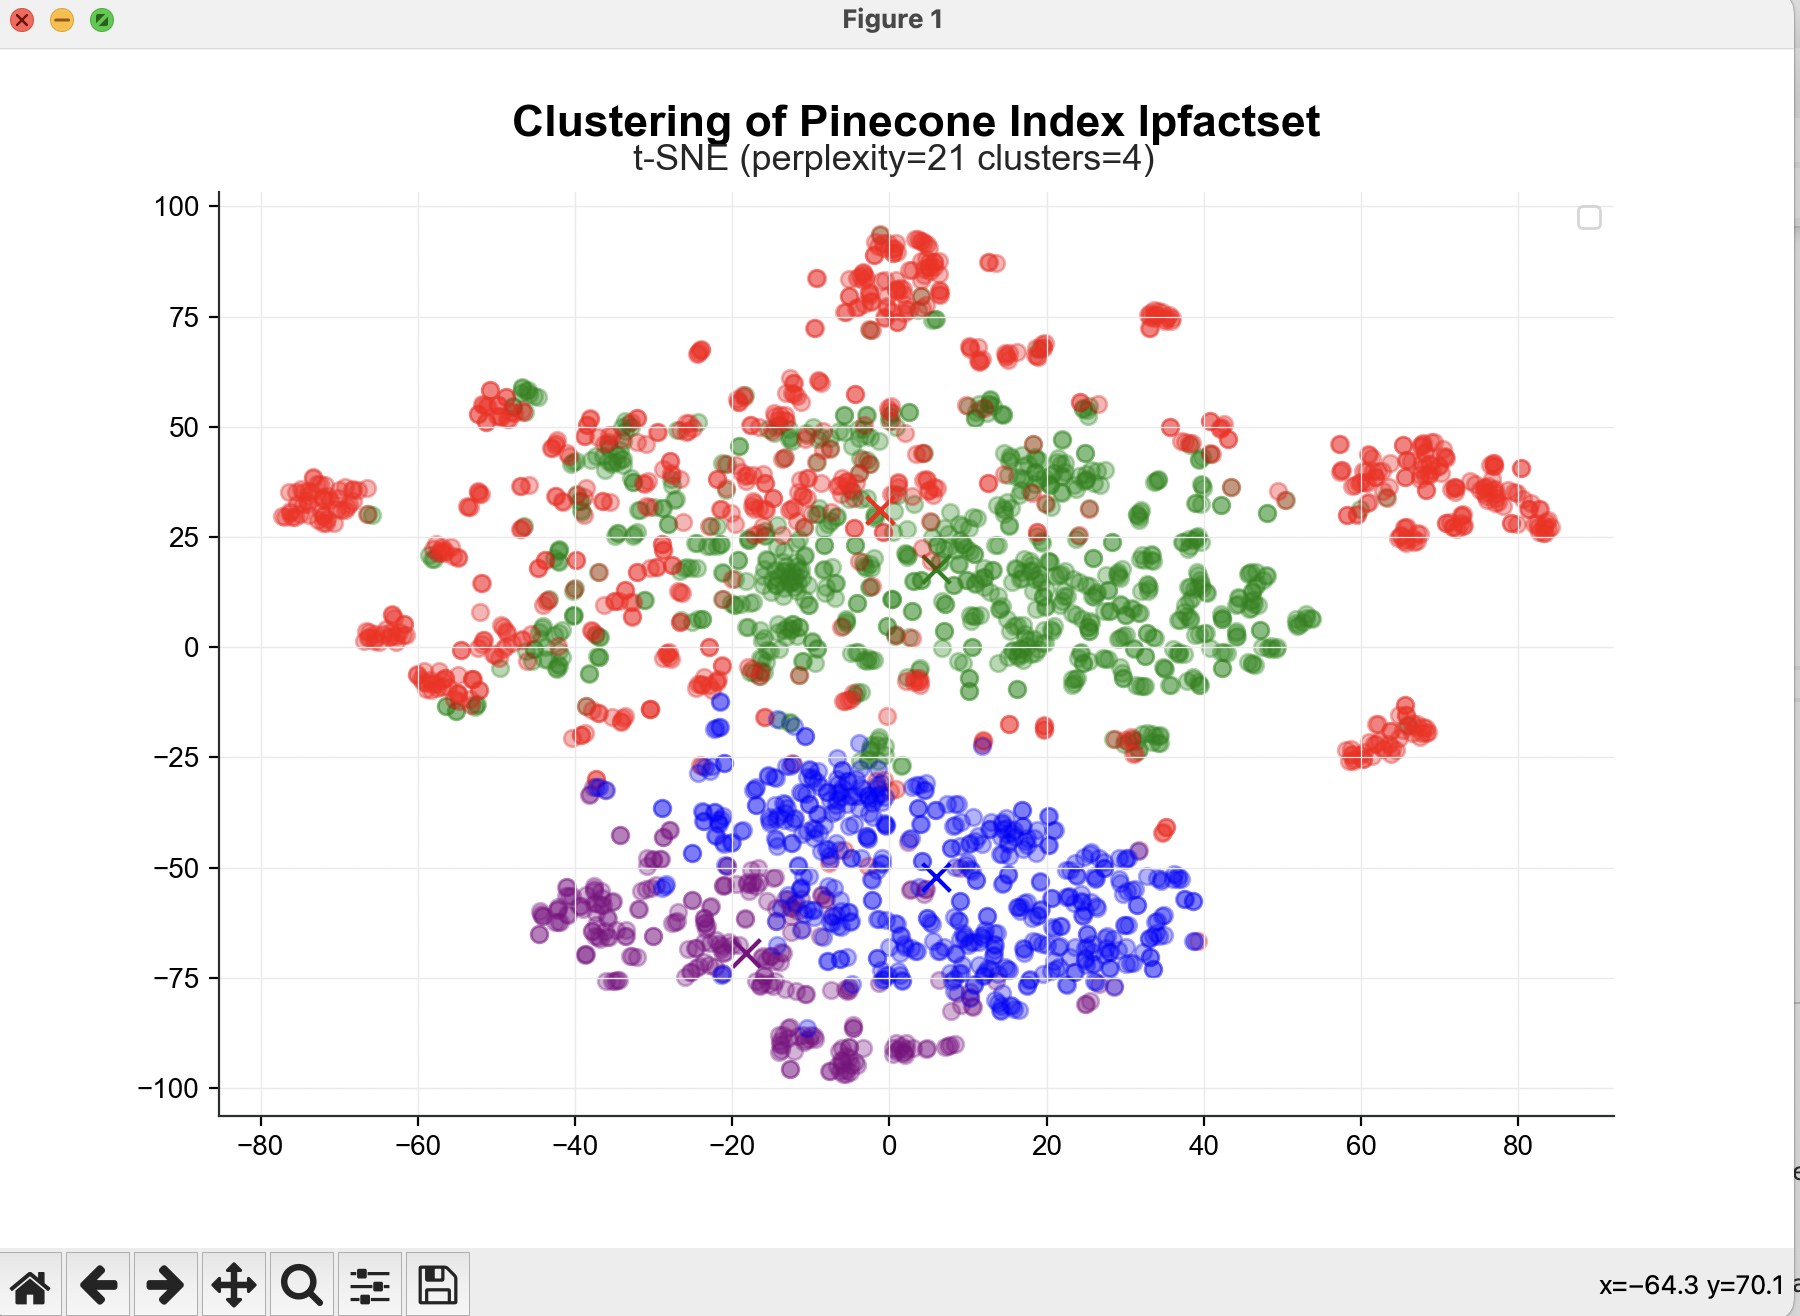 Figure 1
Clustering of Pinecone Index lpfactset
t-SNE (perplexity=21 clusters=4)
100
75
50
25
0
−25
−50
−75
−100
−80 −60 −40 −20 0 20 40 60 80
x=−64.3 y=70.1